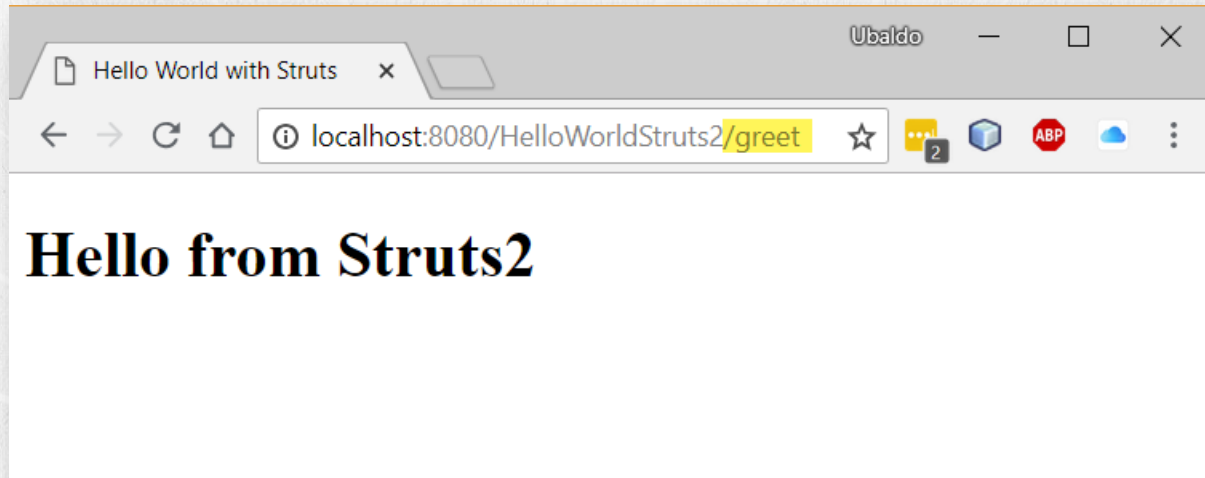 Ubaldo
Hello World with Struts
localhost:8080/HelloWorldStruts2/greet
2
ABP
Hello from Struts2